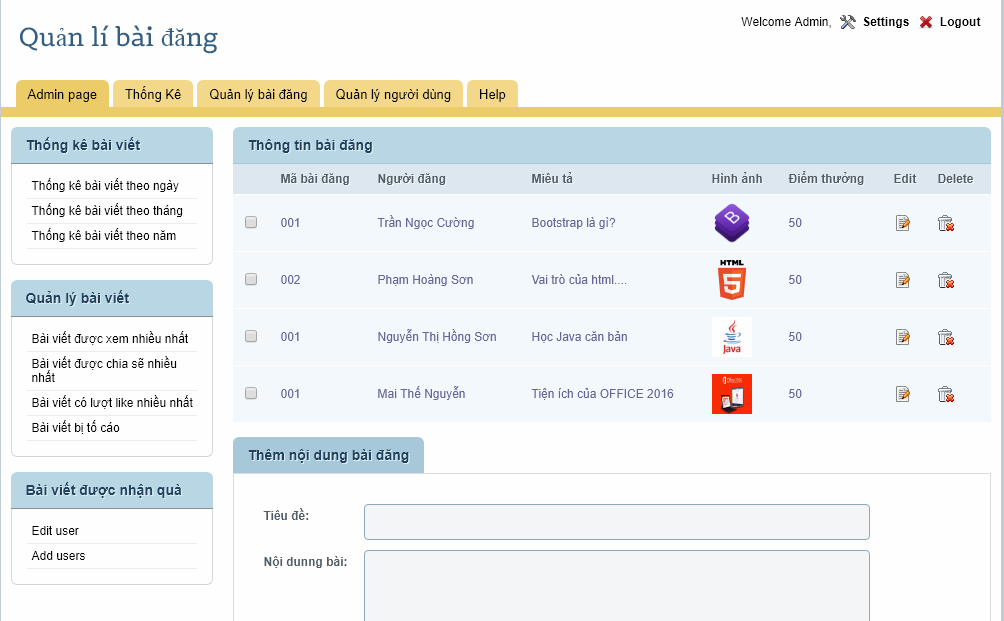 Quản lí bài đăng
Welcome Admin, Settings Logout
Admin page Thống Kê Quản lý bài đăng Quản lý người dùng Help
Thống kê bài viết
Thống kê bài viết theo ngày
Thống kê bài viết theo tháng
Thống kê bài viết theo năm
Quản lý bài viết
Bài viết được xem nhiều nhất
Bài viết được chia sẽ nhiều
nhất
Bài viết có lượt like nhiều nhất
Bài viết bị tố cáo
Bài viết được nhận quà
Edit user
Add users
Thông tin bài đăng
Mã bài đăng Người đăng Miêu tả Hình ảnh Điểm thưởng Edit Delete
001 Trần Ngọc Cường Bootstrap là gì? B 50
002 Phạm Hoàng Sơn Vai trò của html.... HTML 5 50
001 Nguyễn Thị Hồng Sơn Học Java căn bản Java 50
001 Mai Thế Nguyễn Tiện ích của OFFICE 2016 50
Thêm nội dung bài đăng
Tiêu đề:
Nội dunng bài: